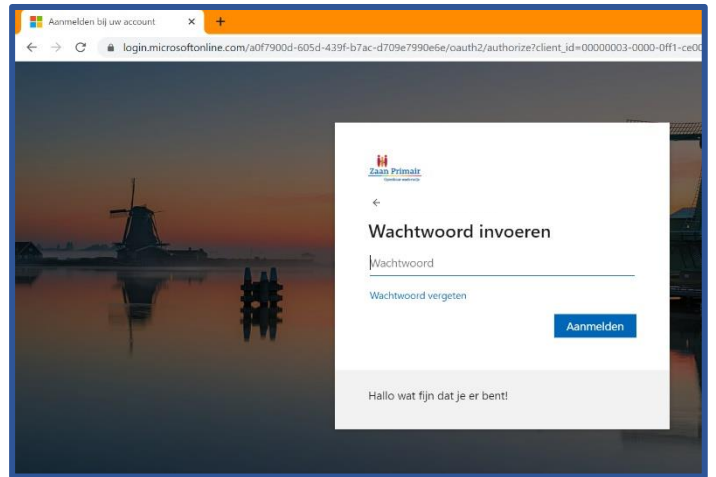 Aanmelden bij uw account
login.microsoftonline.com/a0f7900d-605d-439f-b7ac-d709e7990e6e/oauth2/authorize?client_id=00000003-0000-0ff1-ce00
Zaan Primair
Wachtwoord invoeren
Wachtwoord
Wachtwoord vergeten
Aanmelden
Hallo wat fijn dat je er bent!